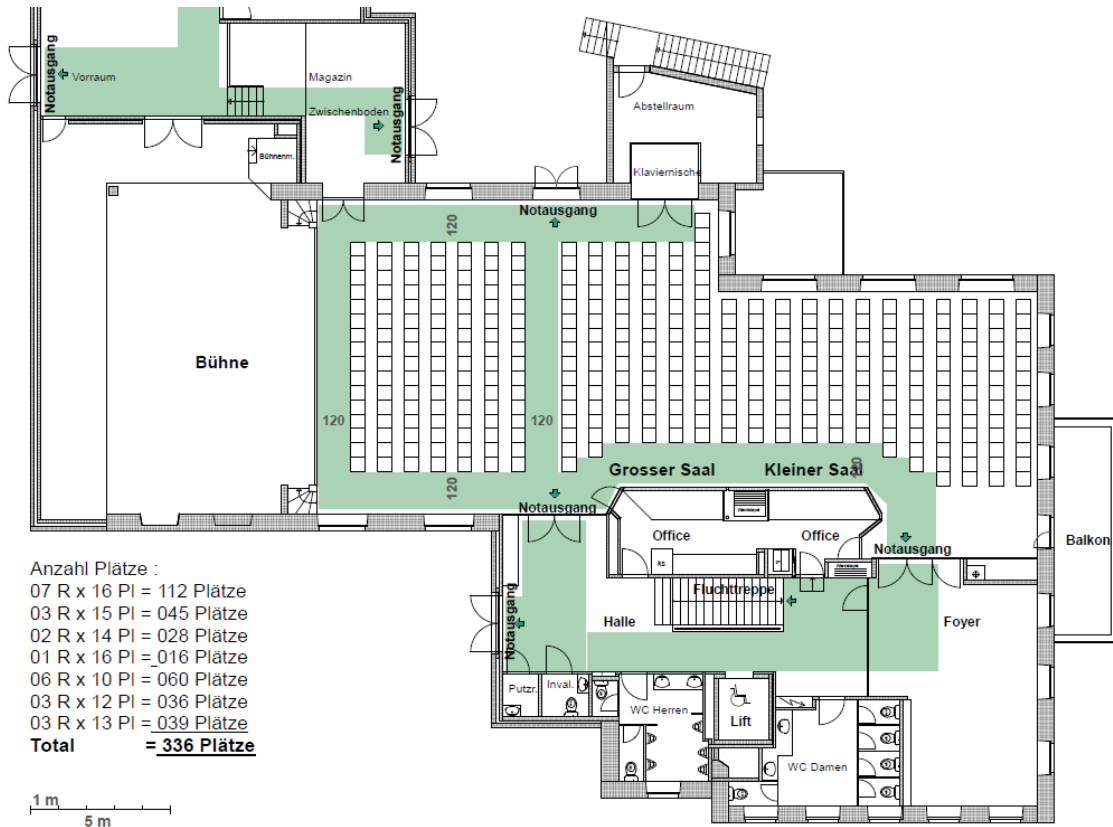 Notausgang
Vorraum
Magazin
Zwischenboden
Notausgang
Abstellraum
Bühnenm.
Klaviernische
Notausgang
120
Bühne
120
120
120
Grosser Saal
Kleiner Saal
120
Notausgang
Office
Office
Notausgang
Balkon
ks
Fluchttreppe
Notausgang
Halle
Foyer
Putzr.
Inval.
WC Herren
Lift
WC Damen
Anzahl Plätze :
07 R x 16 Pl = 112 Plätze
03 R x 15 Pl = 045 Plätze
02 R x 14 Pl = 028 Plätze
01 R x 16 Pl = 016 Plätze
06 R x 10 Pl = 060 Plätze
03 R x 12 Pl = 036 Plätze
03 R x 13 Pl = 039 Plätze
Total = 336 Plätze
1 m
5 m